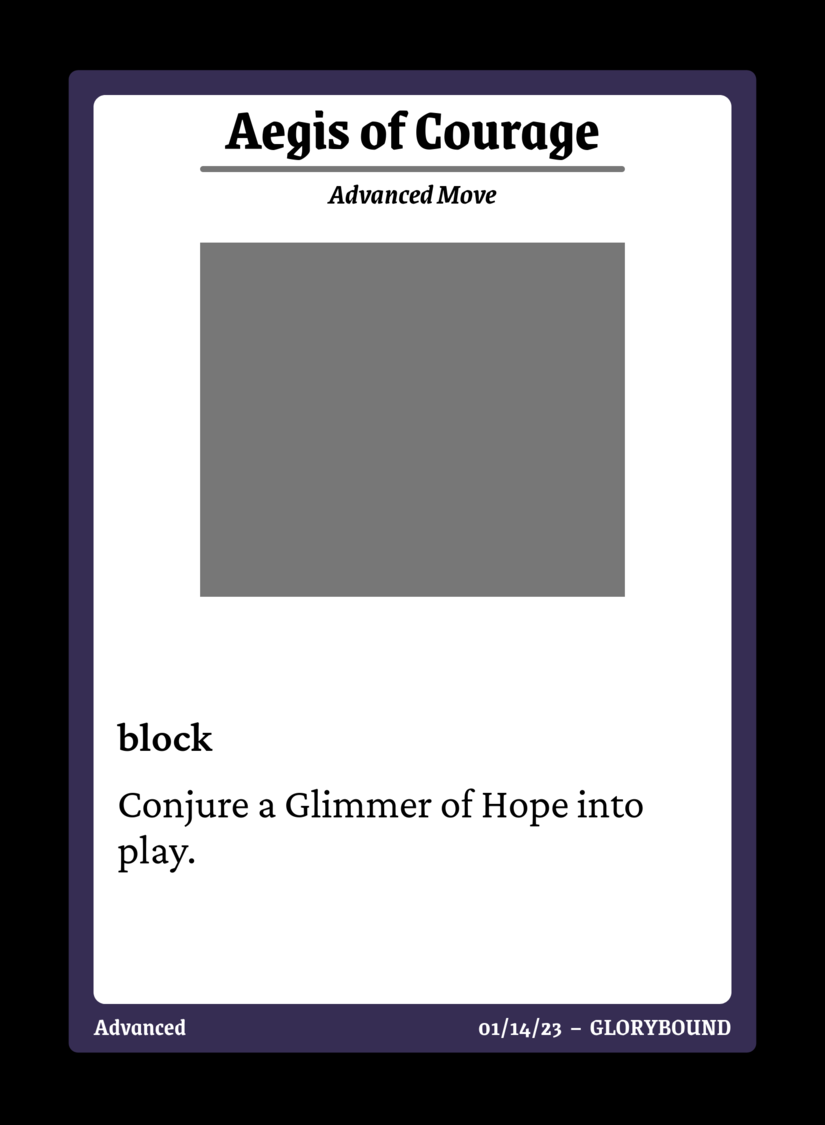 Aegis of Courage
Advanced Move
block
Conjure a Glimmer of Hope into
play.
Advanced
01/14/23 – GLORYBOUND